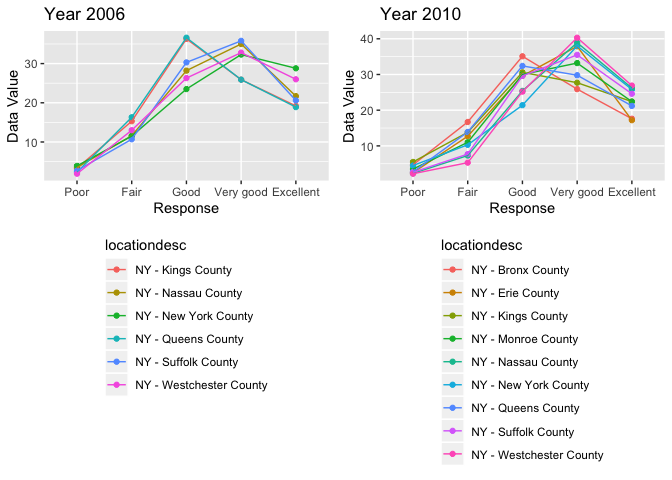 Year 2006
Data Value
30
20
10
Poor Fair Good Very good Excellent
Response
locationdesc
NY - Kings County
NY - Nassau County
NY - New York County
NY - Queens County
NY - Suffolk County
NY - Westchester County
Year 2010
Data Value
40
30
20
10
Poor Fair Good Very good Excellent
Response
locationdesc
NY - Bronx County
NY - Erie County
NY - Kings County
NY - Monroe County
NY - Nassau County
NY - New York County
NY - Queens County
NY - Suffolk County
NY - Westchester County